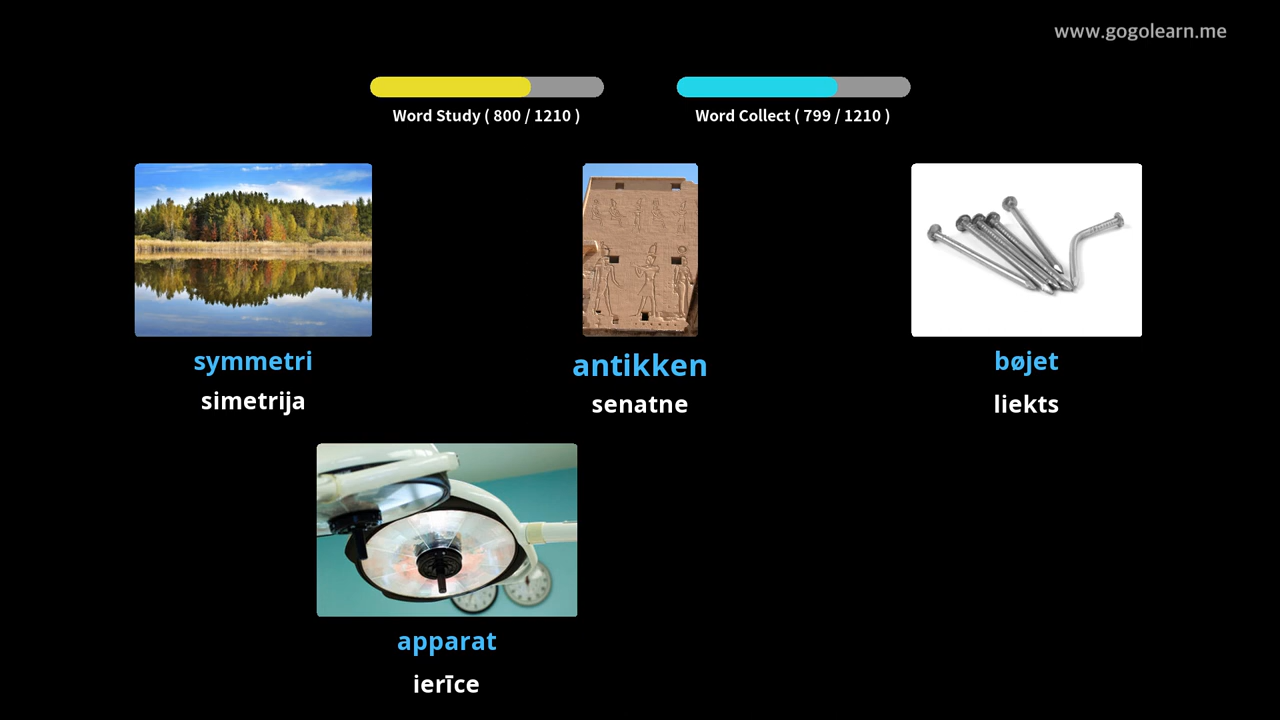 www.gogolearn.me
Word Study ( 800 / 1210 )
Word Collect ( 799 / 1210 )
symmetri
simetrija
antikken
senatne
bøjet
liekts
apparat
ierīce